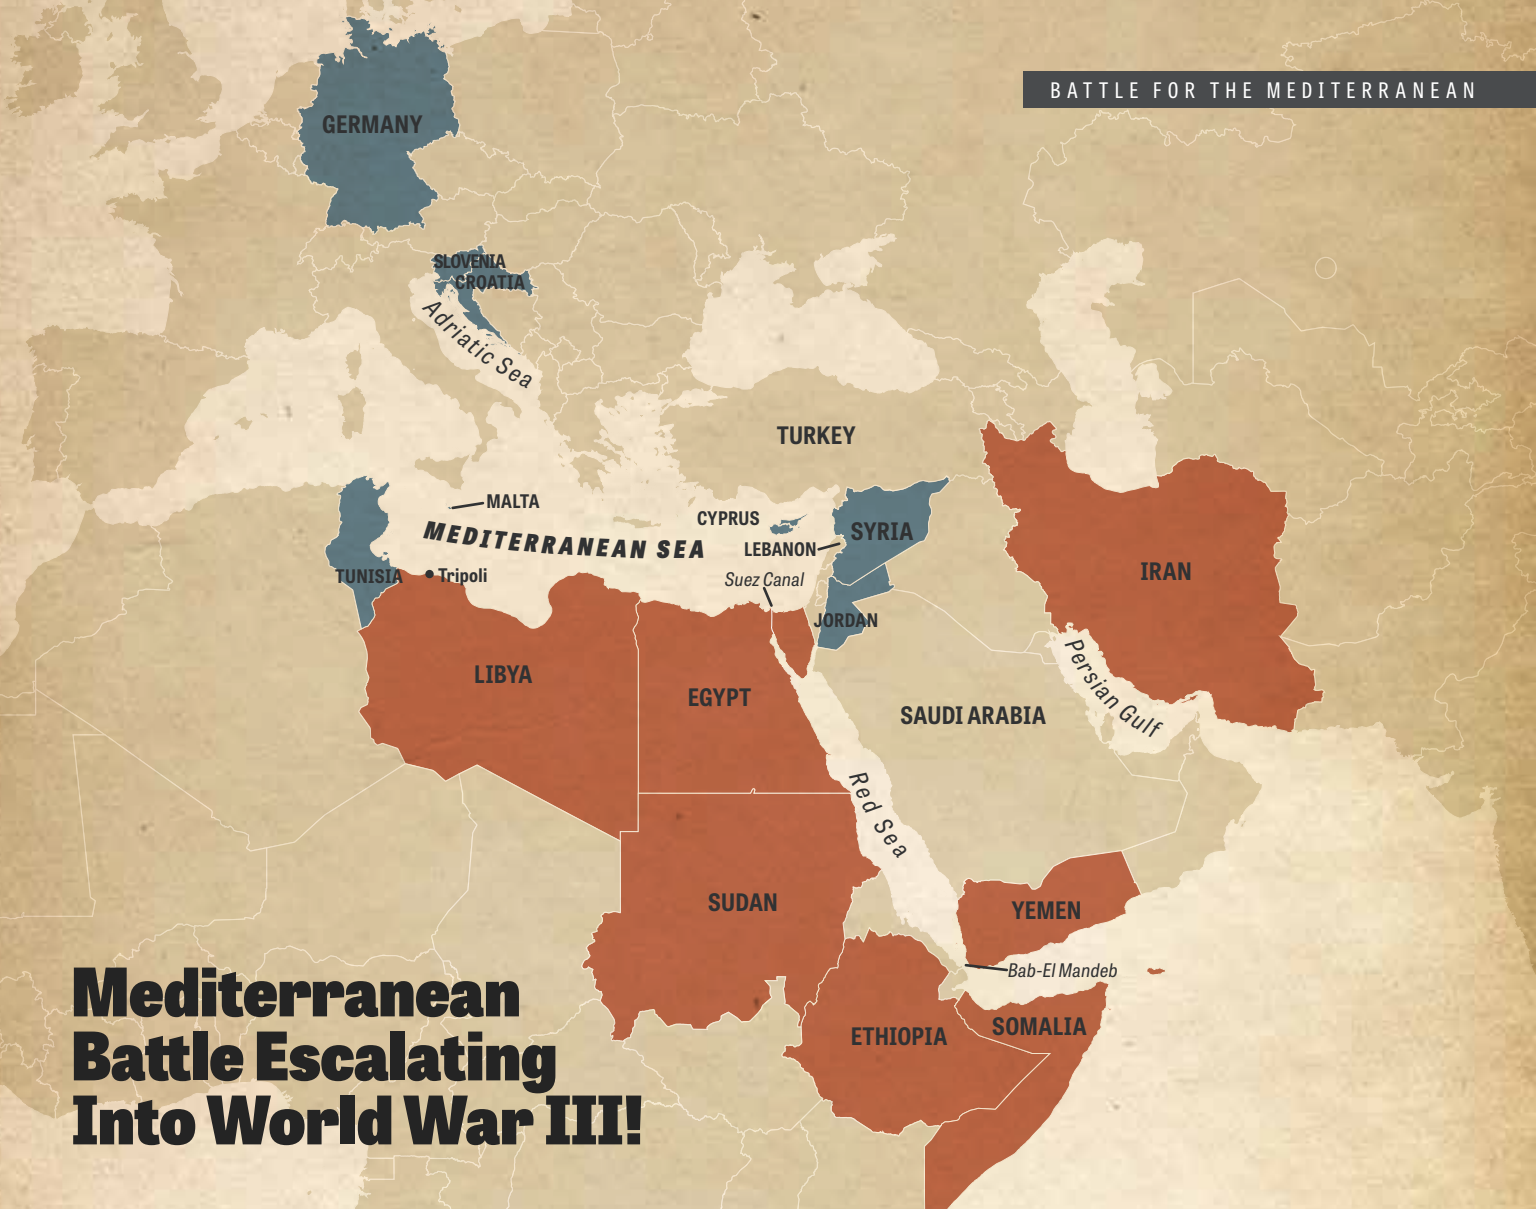 BATTLE FOR THE MEDITERRANEAN
GERMANY
SLOVENIA
CROATIA
Adriatic Sea
TURKEY
MALTA
CYPRUS
MEDITERRANEAN SEA
SYRIA
LEBANON
IRAN
TUNISIA
Tripoli
Suez Canal
JORDAN
LIBYA
EGYPT
Persian Gulf
SAUDI ARABIA
Red Sea
SUDAN
YEMEN
Bab-El Mandeb
ETHIOPIA
SOMALIA
Mediterranean
Battle Escalating
Into World War III!